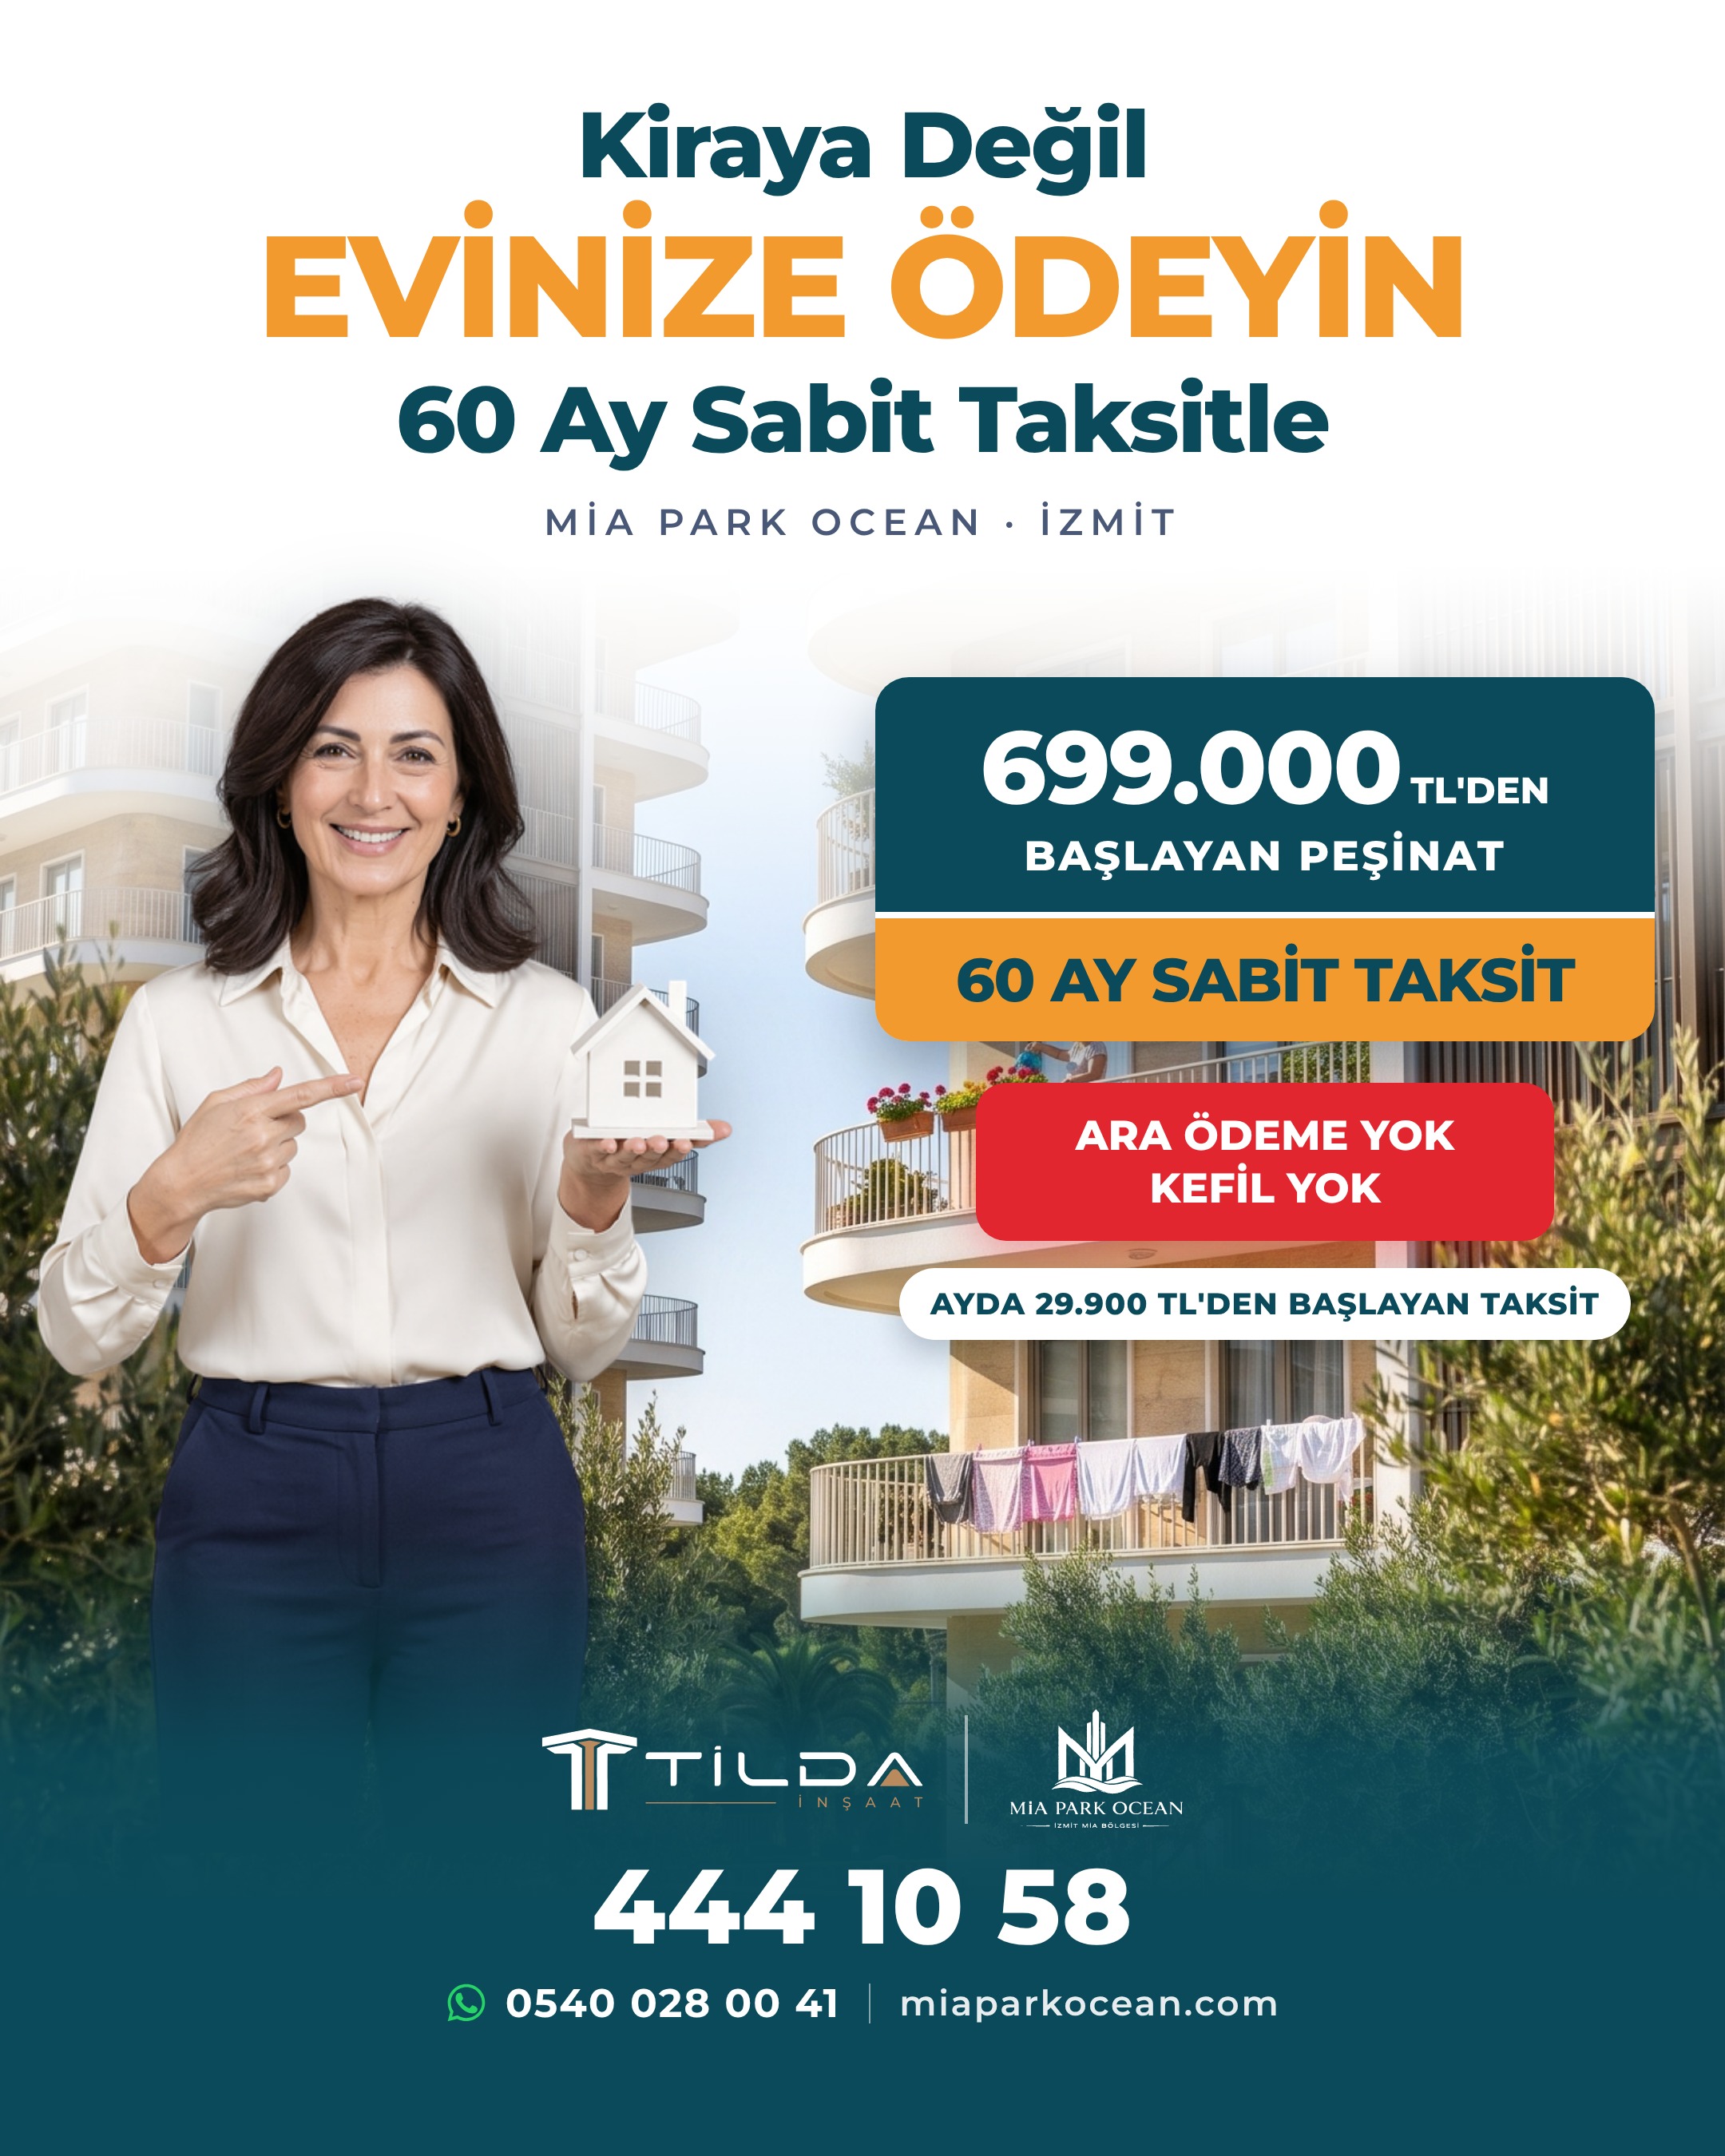 Kiraya Değil
EVİNİZE ÖDEYİN
60 Ay Sabit Taksitle
MİA PARK OCEAN · İZMİT
699.000 TL'DEN
BAŞLAYAN PEŞİNAT
60 AY SABİT TAKSİT
ARA ÖDEME YOK
KEFİL YOK
AYDA 29.900 TL'DEN BAŞLAYAN TAKSİT
TİLDA
İNŞAAT
MİA PARK OCEAN
İZMİT MİA BÖLGESİ
444 10 58
0540 028 00 41
miaparkocean.com